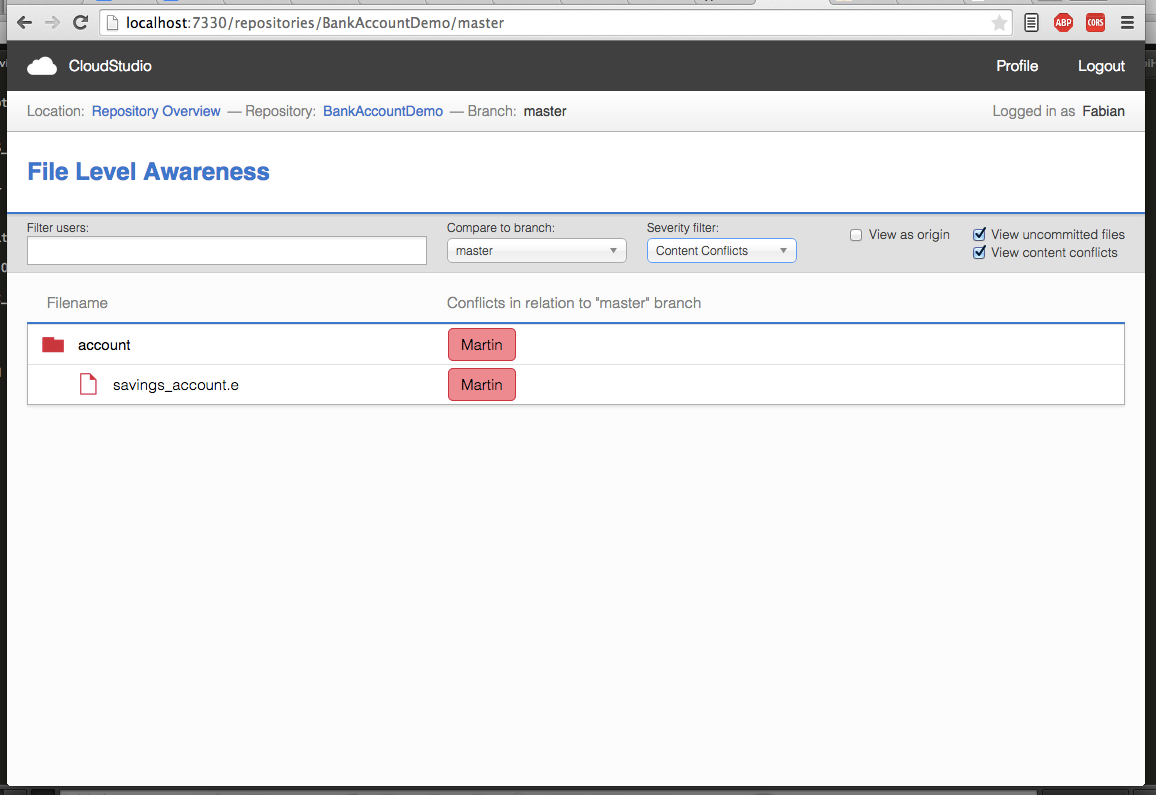 localhost:7330/repositories/BankAccountDemo/master
ABP
CORS
CloudStudio
Profile
Logout
Location: Repository Overview — Repository: BankAccountDemo — Branch: master
Logged in as Fabian
File Level Awareness
Filter users:
Compare to branch:
master
Severity filter:
Content Conflicts
View as origin
View uncommitted files
View content conflicts
Filename
Conflicts in relation to "master" branch
account
Martin
savings_account.e
Martin